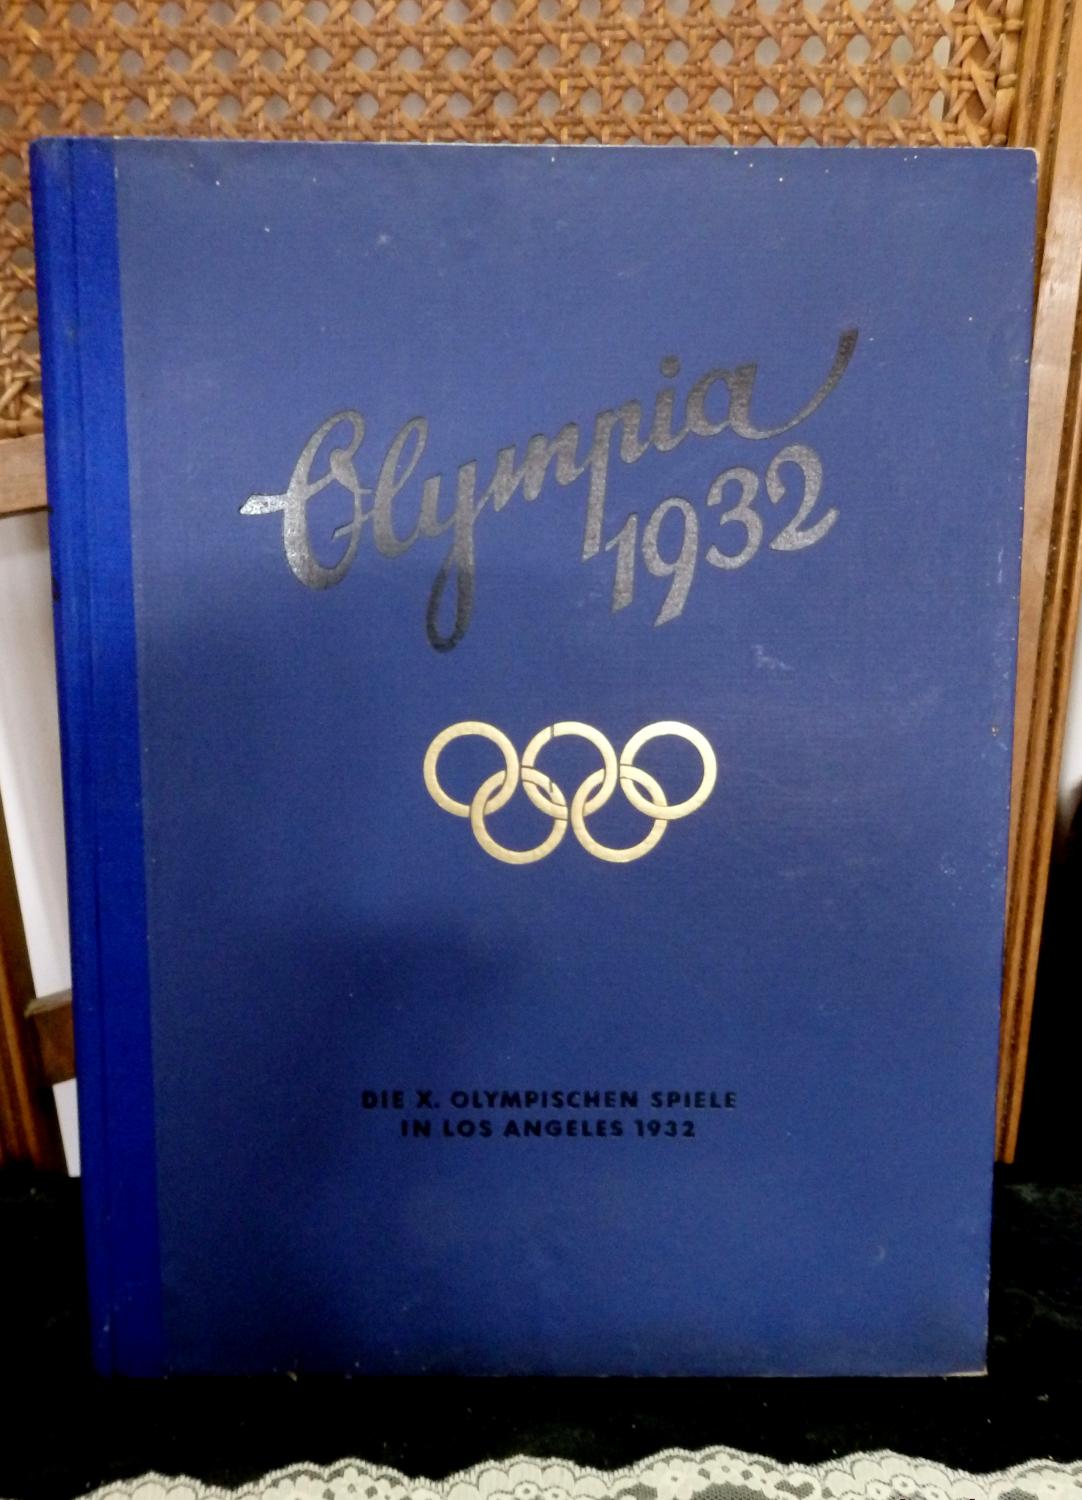 Olympia
1932
DIE X. OLYMPISCHEN SPIELE
IN LOS ANGELES 1932